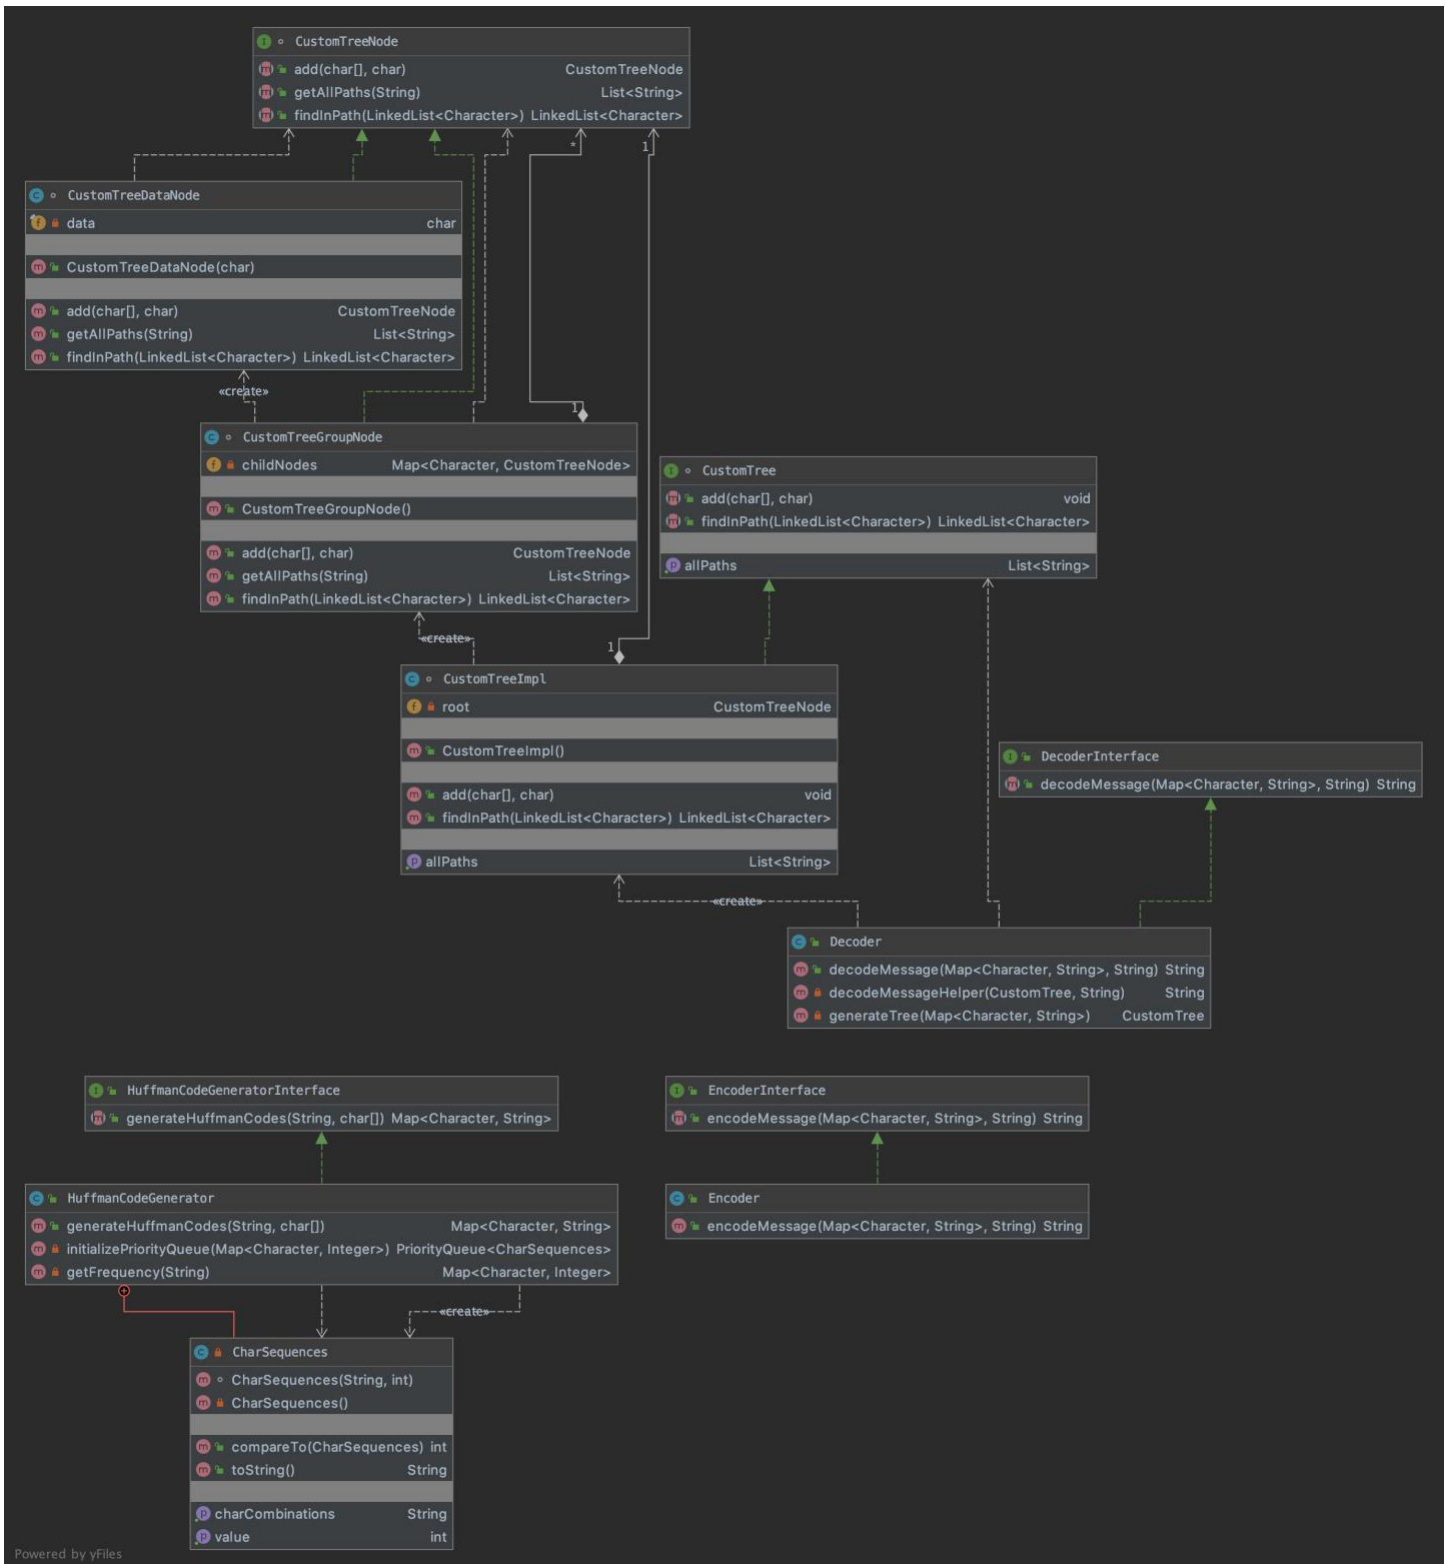 CustomTreeNode
add(char[], char) CustomTreeNode
getAllPaths(String) List<String>
findInPath(LinkedList<Character>) LinkedList<Character>
* 1
CustomTreeDataNode
data char
CustomTreeDataNode(char)
add(char[], char) CustomTreeNode
getAllPaths(String) List<String>
findInPath(LinkedList<Character>) LinkedList<Character>
«create»
1
CustomTreeGroupNode
childNodes Map<Character, CustomTreeNode>
CustomTreeGroupNode()
add(char[], char) CustomTreeNode
getAllPaths(String) List<String>
findInPath(LinkedList<Character>) LinkedList<Character>
CustomTree
add(char[], char) void
findInPath(LinkedList<Character>) LinkedList<Character>
allPaths List<String>
«create»
1
CustomTreeImpl
root CustomTreeNode
CustomTreeImpl()
add(char[], char) void
findInPath(LinkedList<Character>) LinkedList<Character>
allPaths List<String>
DecoderInterface
decodeMessage(Map<Character, String>, String) String
«create»
Decoder
decodeMessage(Map<Character, String>, String) String
decodeMessageHelper(CustomTree, String) String
generateTree(Map<Character, String>) CustomTree
HuffmanCodeGeneratorInterface
generateHuffmanCodes(String, char[]) Map<Character, String>
EncoderInterface
encodeMessage(Map<Character, String>, String) String
HuffmanCodeGenerator
generateHuffmanCodes(String, char[]) Map<Character, String>
initializePriorityQueue(Map<Character, Integer>) PriorityQueue<CharSequences>
getFrequency(String) Map<Character, Integer>
Encoder
encodeMessage(Map<Character, String>, String) String
«create»
CharSequences
CharSequences(String, int)
CharSequences()
compareTo(CharSequences) int
toString() String
charCombinations String
value int
Powered by yFiles